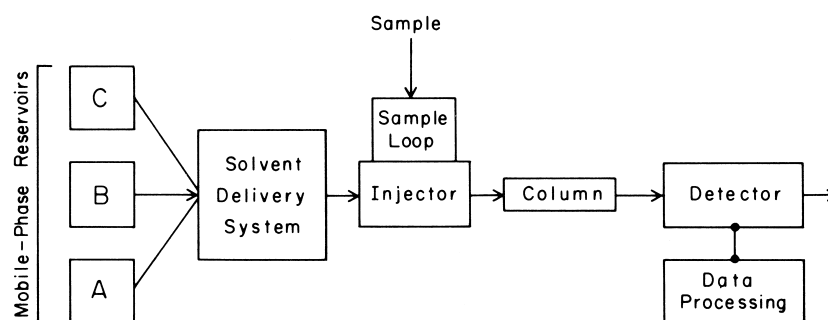 Sample
Mobile-Phase Reservoirs
C
B
A
Solvent
Delivery
System
Sample
Loop
Injector
Column
Detector
Data
Processing